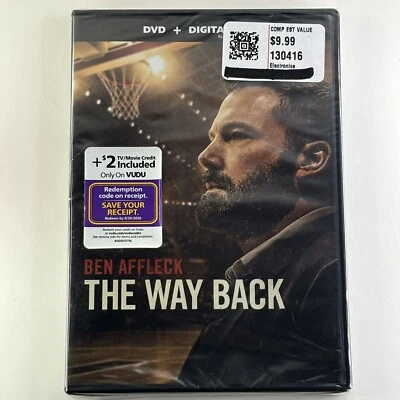 DVD + DIGITAL
COMP EST VALUE
$9.99
130416
Electronics
+$2 TV/Movie Credit
Included
Only On VUDU
Redemption
code on receipt.
SAVE YOUR
RECEIPT.
BEN AFFLECK
THE WAY BACK